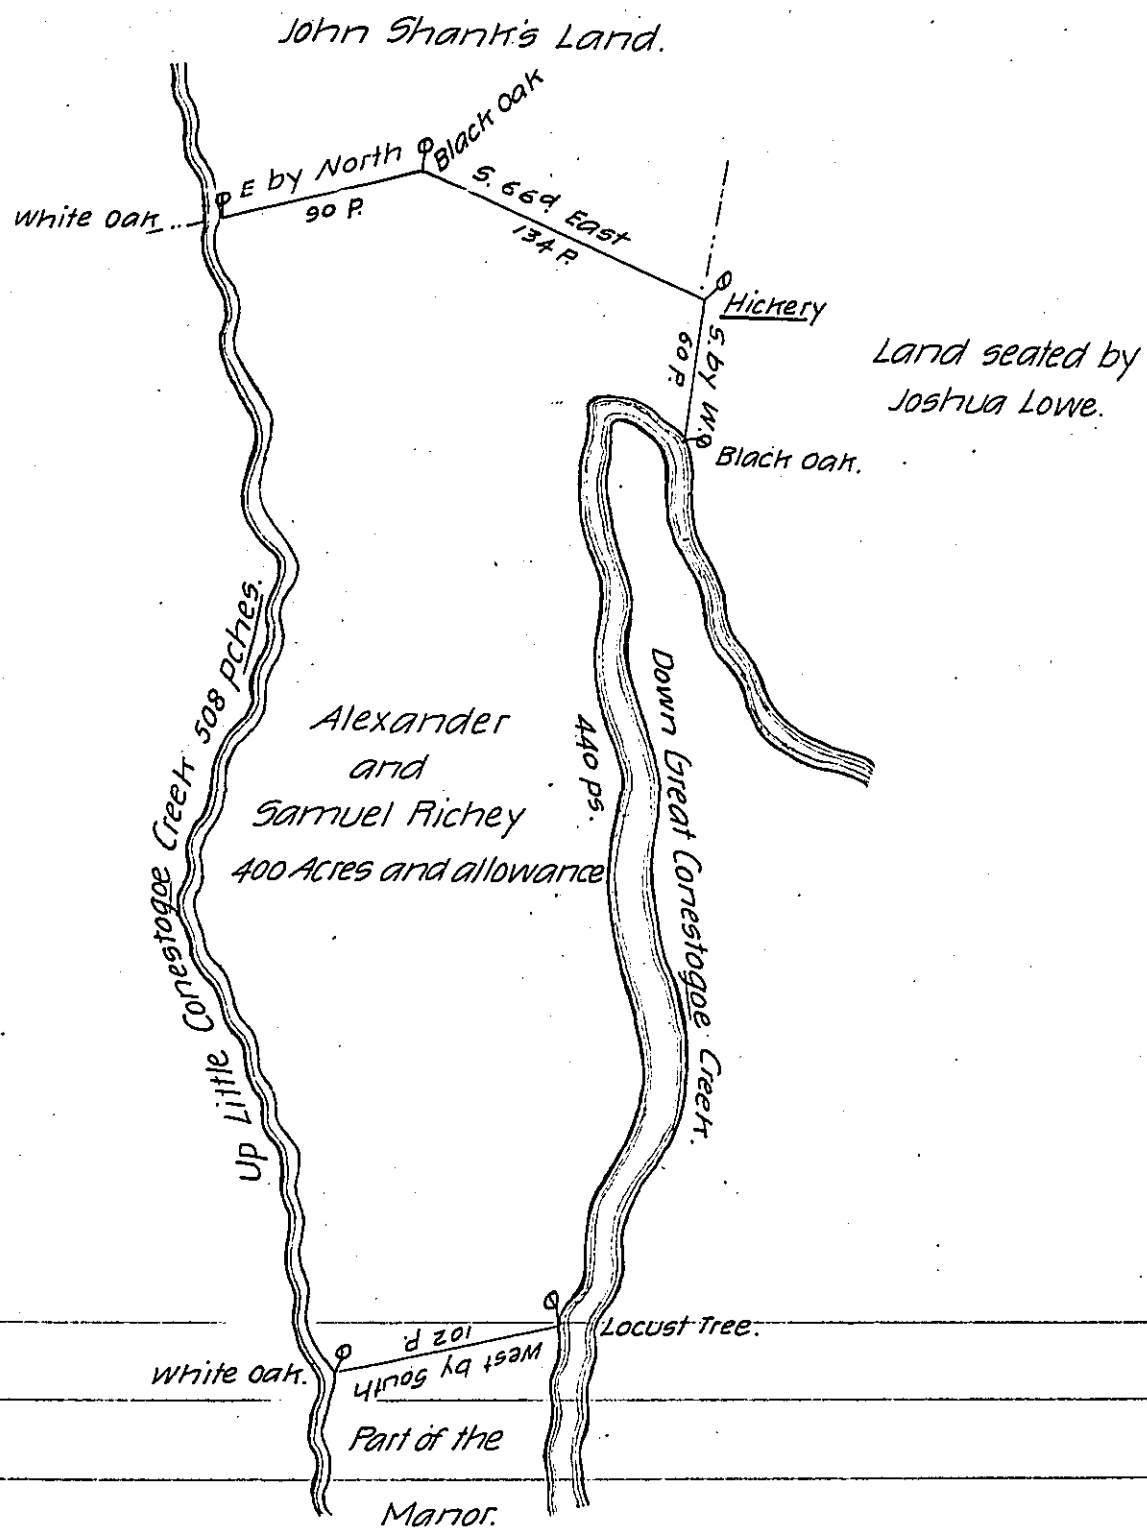 John Shank's Land.
Black Oak
E by North
90 P.
S. 66d East
134 P.
White Oak
Hickery
S. by W.
60 P.
Land seated by
Joshua Lowe.
Black Oak.
Up Little Conestogoe Creek 508 pches.
Alexander
and
Samuel Richey
400 Acres and allowance
440 ps.
Down Great Conestogoe Creek.
Locust Tree.
102 P.
West by South
White Oak.
Part of the
Manor.